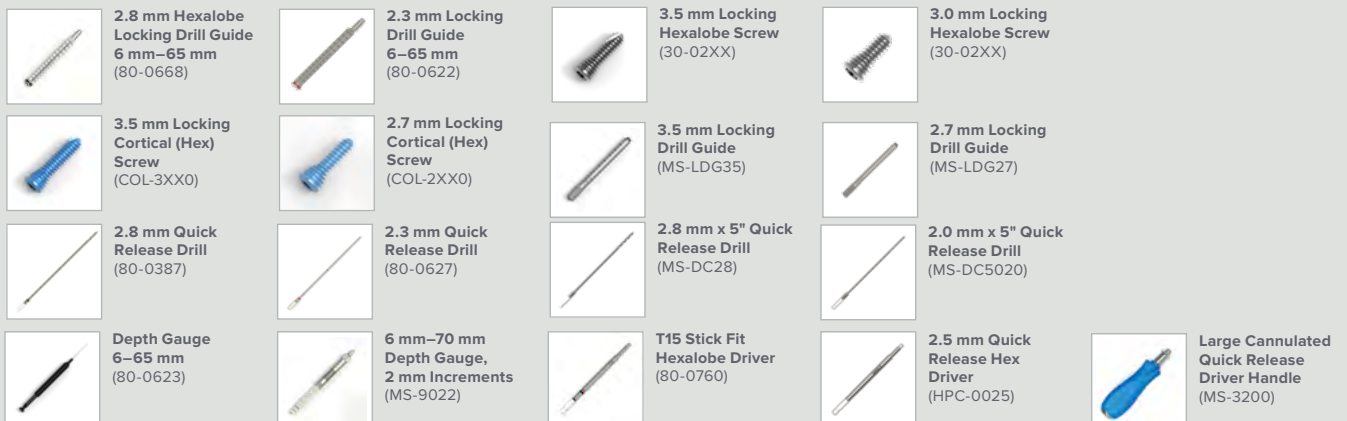 2.8 mm Hexalobe
Locking Drill Guide
6 mm–65 mm
(80-0668)
2.3 mm Locking
Drill Guide
6–65 mm
(80-0622)
3.5 mm Locking
Hexalobe Screw
(30-02XX)
3.0 mm Locking
Hexalobe Screw
(30-02XX)
3.5 mm Locking
Cortical (Hex)
Screw
(COL-3XX0)
2.7 mm Locking
Cortical (Hex)
Screw
(COL-2XX0)
3.5 mm Locking
Drill Guide
(MS-LDG35)
2.7 mm Locking
Drill Guide
(MS-LDG27)
2.8 mm Quick
Release Drill
(80-0387)
2.3 mm Quick
Release Drill
(80-0627)
2.8 mm x 5" Quick
Release Drill
(MS-DC28)
2.0 mm x 5" Quick
Release Drill
(MS-DC5020)
Depth Gauge
6–65 mm
(80-0623)
6 mm–70 mm
Depth Gauge,
2 mm Increments
(MS-9022)
T15 Stick Fit
Hexalobe Driver
(80-0760)
2.5 mm Quick
Release Hex
Driver
(HPC-0025)
Large Cannulated
Quick Release
Driver Handle
(MS-3200)